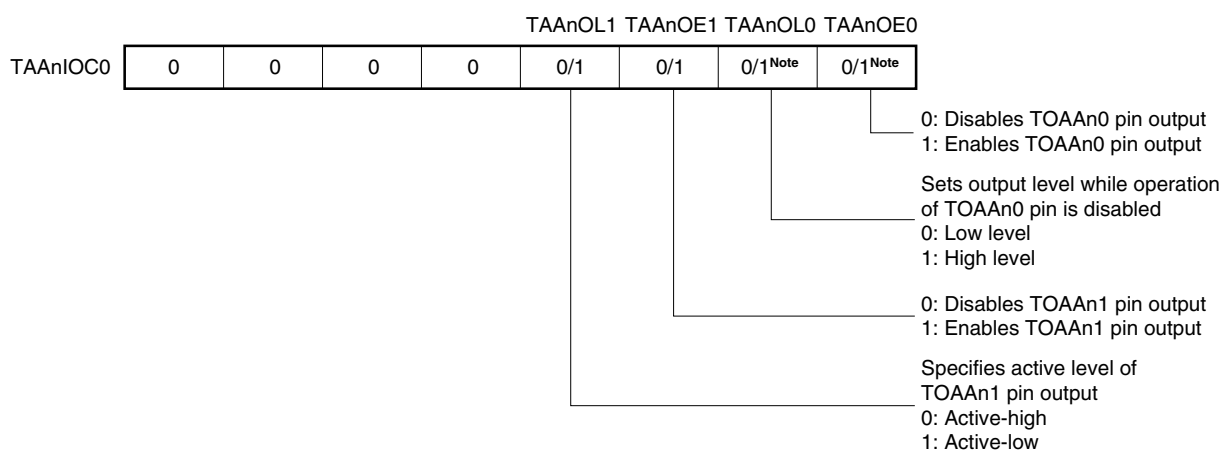 TAAnOL1 TAAnOE1 TAAnOL0 TAAnOE0
TAAnIOC0 0 0 0 0 0/1 0/1 0/1Note 0/1Note
0: Disables TOAAn0 pin output
1: Enables TOAAn0 pin output
Sets output level while operation
of TOAAn0 pin is disabled
0: Low level
1: High level
0: Disables TOAAn1 pin output
1: Enables TOAAn1 pin output
Specifies active level of
TOAAn1 pin output
0: Active-high
1: Active-low